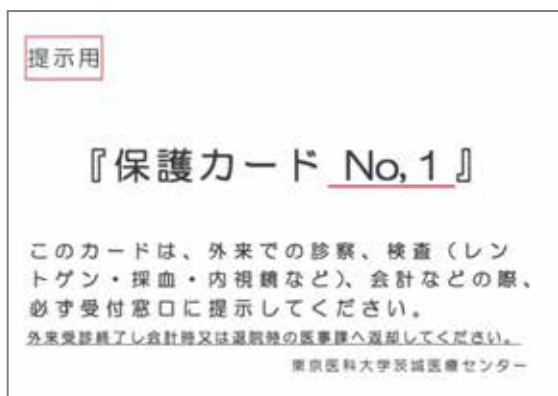 提示用
『保護カード No,1』
このカードは、外来での診察、検査（レン
トゲン・採血・内視鏡など）、会計などの際、
必ず受付窓口に提示してください。
外来受診終了し会計時又は退院時の医事課へ返却してください。
東京医科大学茨城医療センター